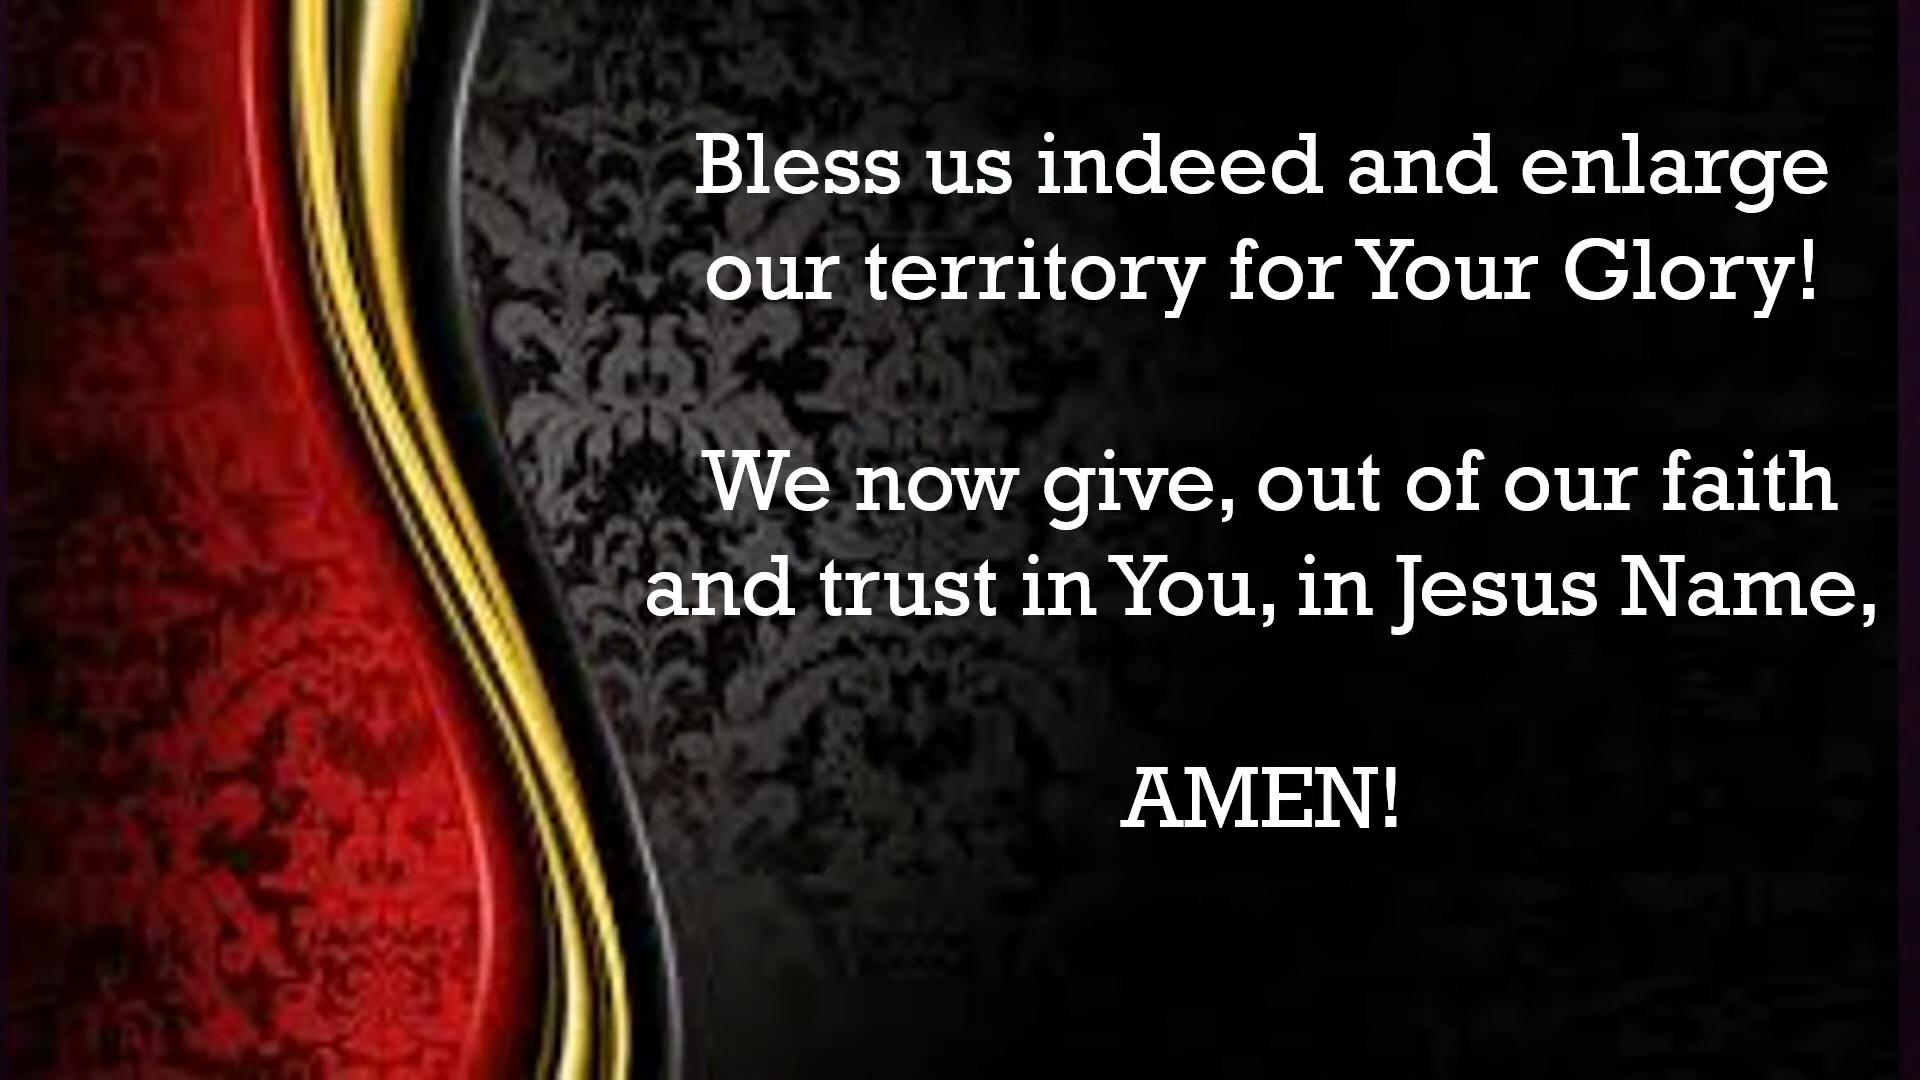 Bless us indeed and enlarge
our territory for Your Glory!
We now give, out of our faith
and trust in You, in Jesus Name,
AMEN!